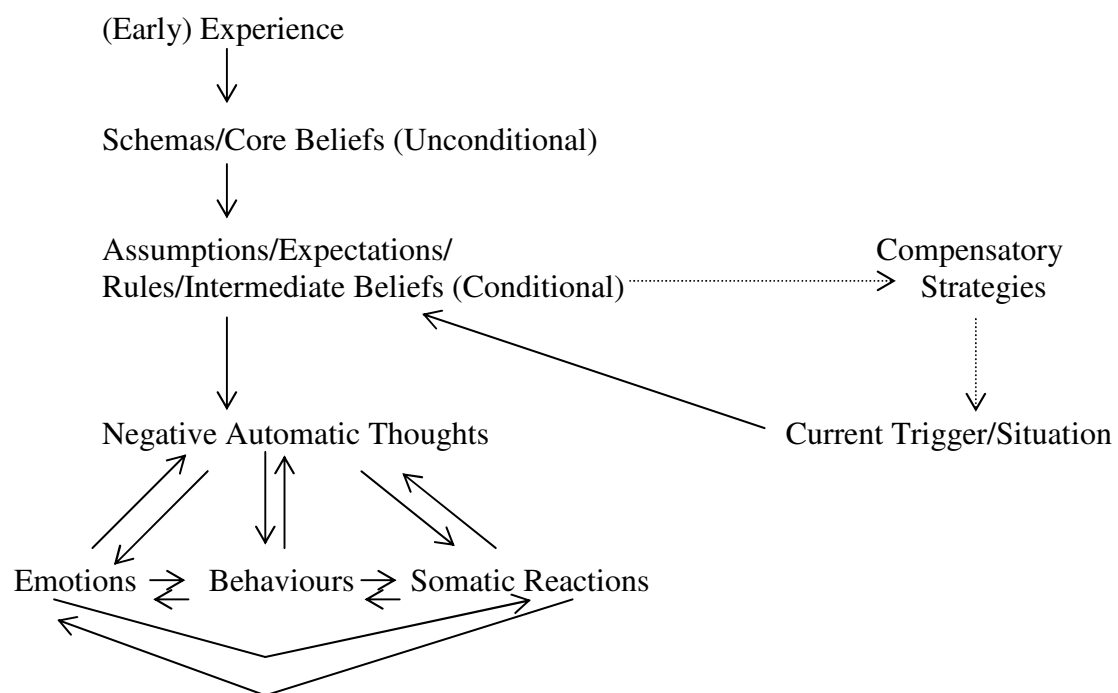 (Early) Experience
Schemas/Core Beliefs (Unconditional)
Assumptions/Expectations/
Rules/Intermediate Beliefs (Conditional)
Compensatory
Strategies
Negative Automatic Thoughts
Current Trigger/Situation
Emotions
Behaviours
Somatic Reactions